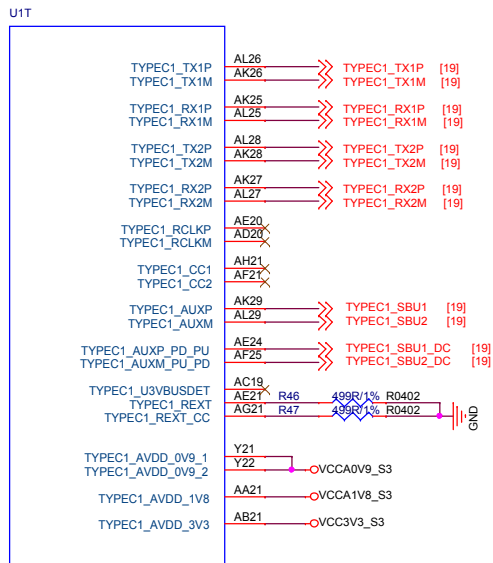 U1T
TYPEC1_TX1P AL26 TYPEC1_TX1P [19]
TYPEC1_TX1M AK26 TYPEC1_TX1M [19]
TYPEC1_RX1P AK25 TYPEC1_RX1P [19]
TYPEC1_RX1M AL25 TYPEC1_RX1M [19]
TYPEC1_TX2P AL28 TYPEC1_TX2P [19]
TYPEC1_TX2M AK28 TYPEC1_TX2M [19]
TYPEC1_RX2P AK27 TYPEC1_RX2P [19]
TYPEC1_RX2M AL27 TYPEC1_RX2M [19]
TYPEC1_RCLKP AE20
TYPEC1_RCLKM AD20
TYPEC1_CC1 AH21
TYPEC1_CC2 AF21
TYPEC1_AUXP AK29 TYPEC1_SBU1 [19]
TYPEC1_AUXM AL29 TYPEC1_SBU2 [19]
TYPEC1_AUXP_PD_PU AE24 TYPEC1_SBU1_DC [19]
TYPEC1_AUXM_PU_PD AF25 TYPEC1_SBU2_DC [19]
TYPEC1_U3VBUSDET AC19
TYPEC1_REXT AE21 R46 499R/1% R0402
TYPEC1_REXT_CC AG21 R47 499R/1% R0402
GND
TYPEC1_AVDD_0V9_1 Y21
TYPEC1_AVDD_0V9_2 Y22 VCCA0V9_S3
TYPEC1_AVDD_1V8 AA21 VCCA1V8_S3
TYPEC1_AVDD_3V3 AB21 VCC3V3_S3